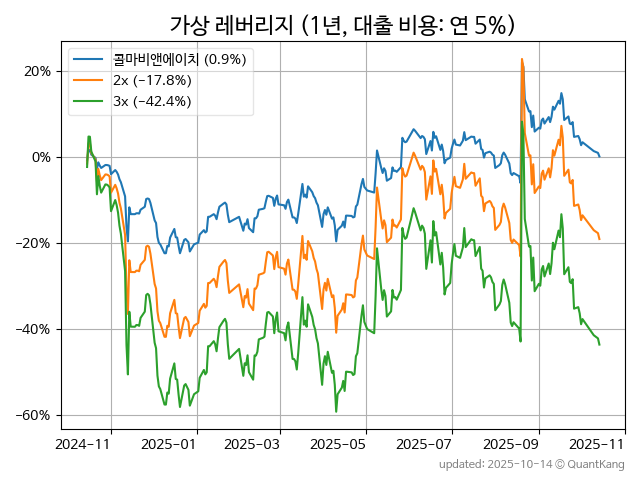 가상 레버리지 (1년, 대출 비용: 연 5%)
콜마비앤에이치 (0.9%)
2x (−17.8%)
3x (−42.4%)
20%
0%
−20%
−40%
−60%
2024-11
2025-01
2025-03
2025-05
2025-07
2025-09
2025-11
updated: 2025-10-14 © QuantKang